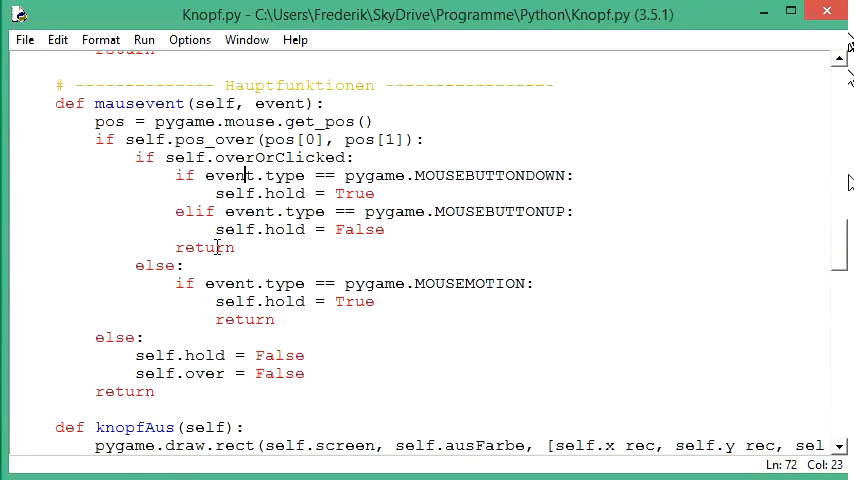 Knopf.py - C:\Users\Frederik\SkyDrive\Programme\Python\Knopf.py (3.5.1)
File Edit Format Run Options Window Help
return
# -------------- Hauptfunktionen -----------------
def mausevent(self, event):
pos = pygame.mouse.get_pos()
if self.pos_over(pos[0], pos[1]):
if self.overOrClicked:
if event.type == pygame.MOUSEBUTTONDOWN:
self.hold = True
elif event.type == pygame.MOUSEBUTTONUP:
self.hold = False
return
else:
if event.type == pygame.MOUSEMOTION:
self.hold = True
return
else:
self.hold = False
self.over = False
return
def knopfAus(self):
pygame.draw.rect(self.screen, self.ausFarbe, [self.x_rec, self.y_rec, sel
Ln: 72 Col: 23